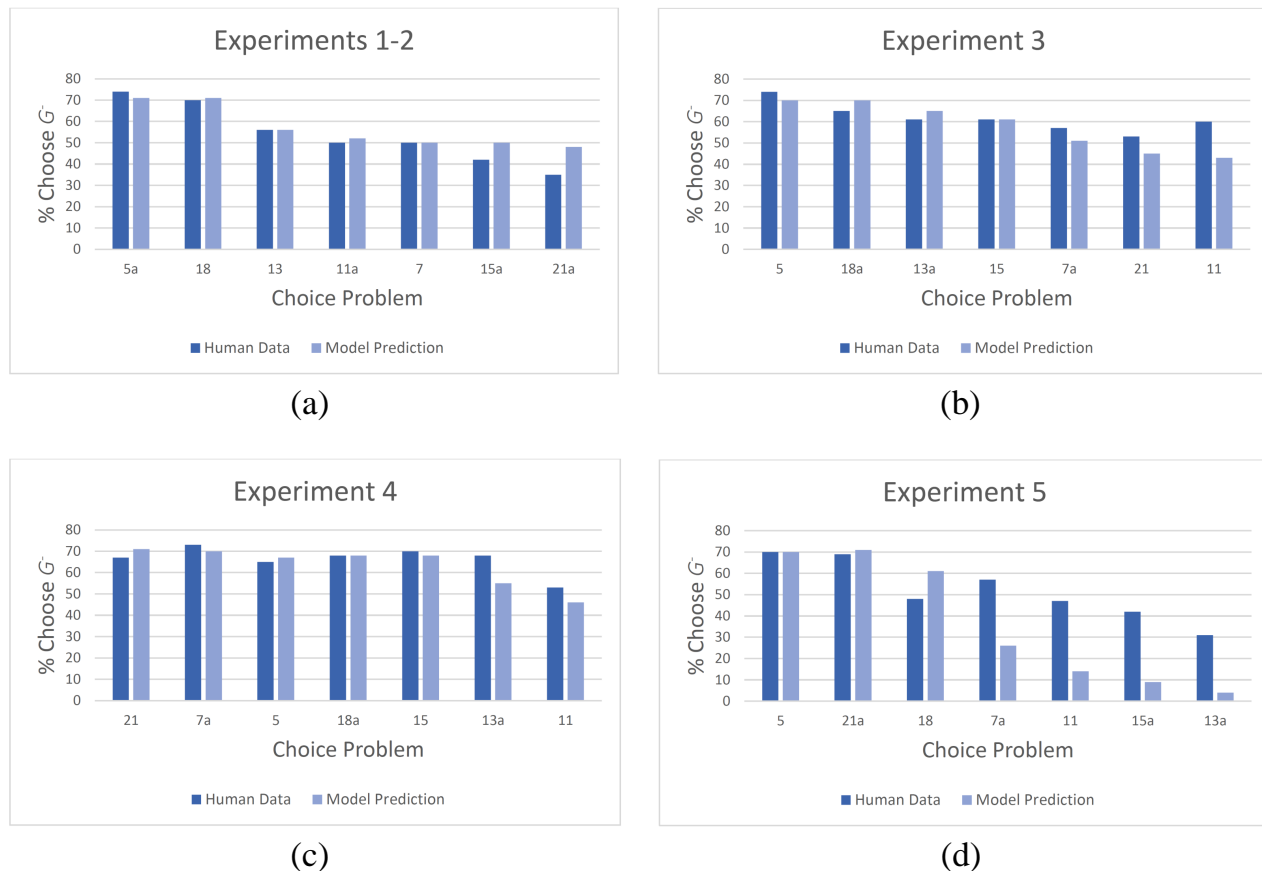 Experiments 1-2
% Choose G-
80
70
60
50
40
30
20
10
0
5a 18 13 11a 7 15a 21a
Choice Problem
Human Data Model Prediction
(a)
Experiment 3
% Choose G-
80
70
60
50
40
30
20
10
0
5 18a 13a 15 7a 21 11
Choice Problem
Human Data Model Prediction
(b)
Experiment 4
% Choose G-
80
70
60
50
40
30
20
10
0
21 7a 5 18a 15 13a 11
Choice Problem
Human Data Model Prediction
(c)
Experiment 5
% Choose G-
80
70
60
50
40
30
20
10
0
5 21a 18 7a 11 15a 13a
Choice Problem
Human Data Model Prediction
(d)